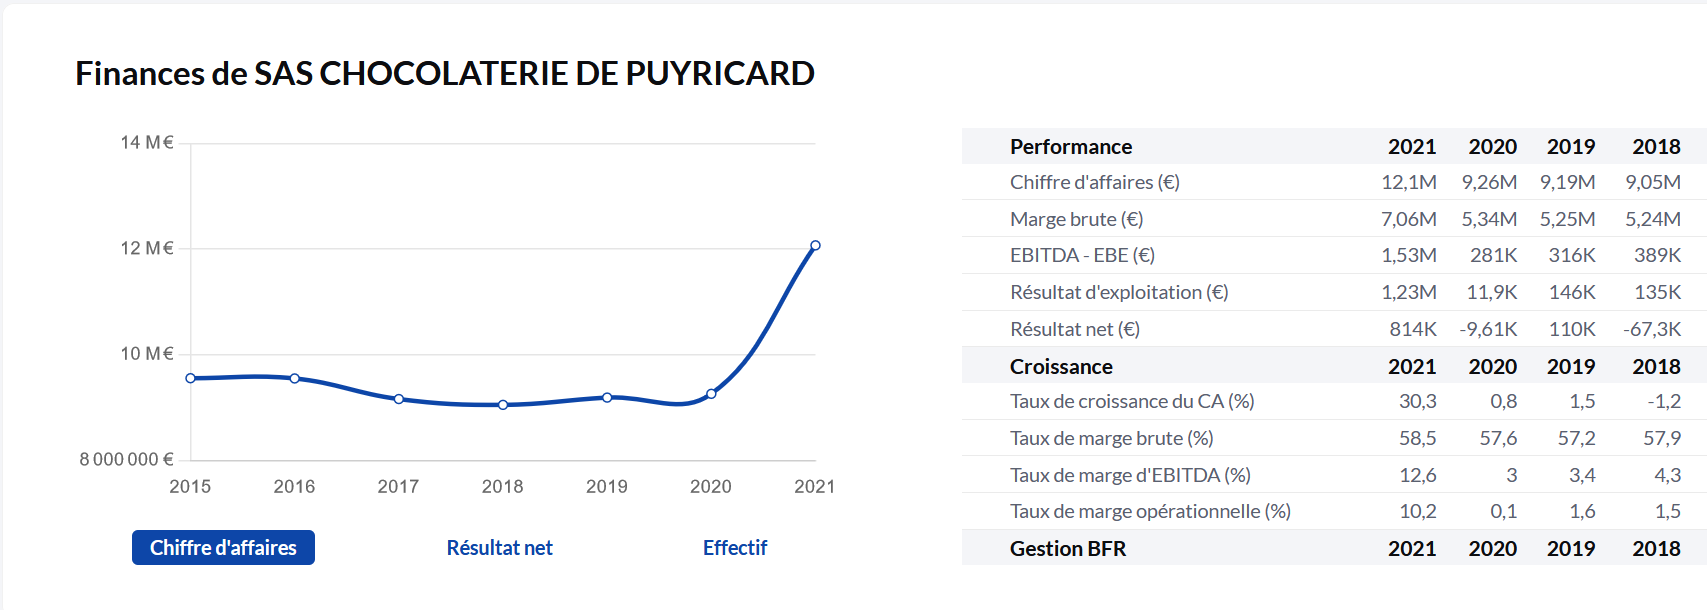 Finances de SAS CHOCOLATERIE DE PUYRICARD
14 M€
12 M€
10 M€
8 000 000 €
2015 2016 2017 2018 2019 2020 2021
Chiffre d'affaires Résultat net Effectif
Performance 2021 2020 2019 2018
Chiffre d'affaires (€) 12,1M 9,26M 9,19M 9,05M
Marge brute (€) 7,06M 5,34M 5,25M 5,24M
EBITDA - EBE (€) 1,53M 281K 316K 389K
Résultat d'exploitation (€) 1,23M 11,9K 146K 135K
Résultat net (€) 814K -9,61K 110K -67,3K
Croissance 2021 2020 2019 2018
Taux de croissance du CA (%) 30,3 0,8 1,5 -1,2
Taux de marge brute (%) 58,5 57,6 57,2 57,9
Taux de marge d'EBITDA (%) 12,6 3 3,4 4,3
Taux de marge opérationnelle (%) 10,2 0,1 1,6 1,5
Gestion BFR 2021 2020 2019 2018